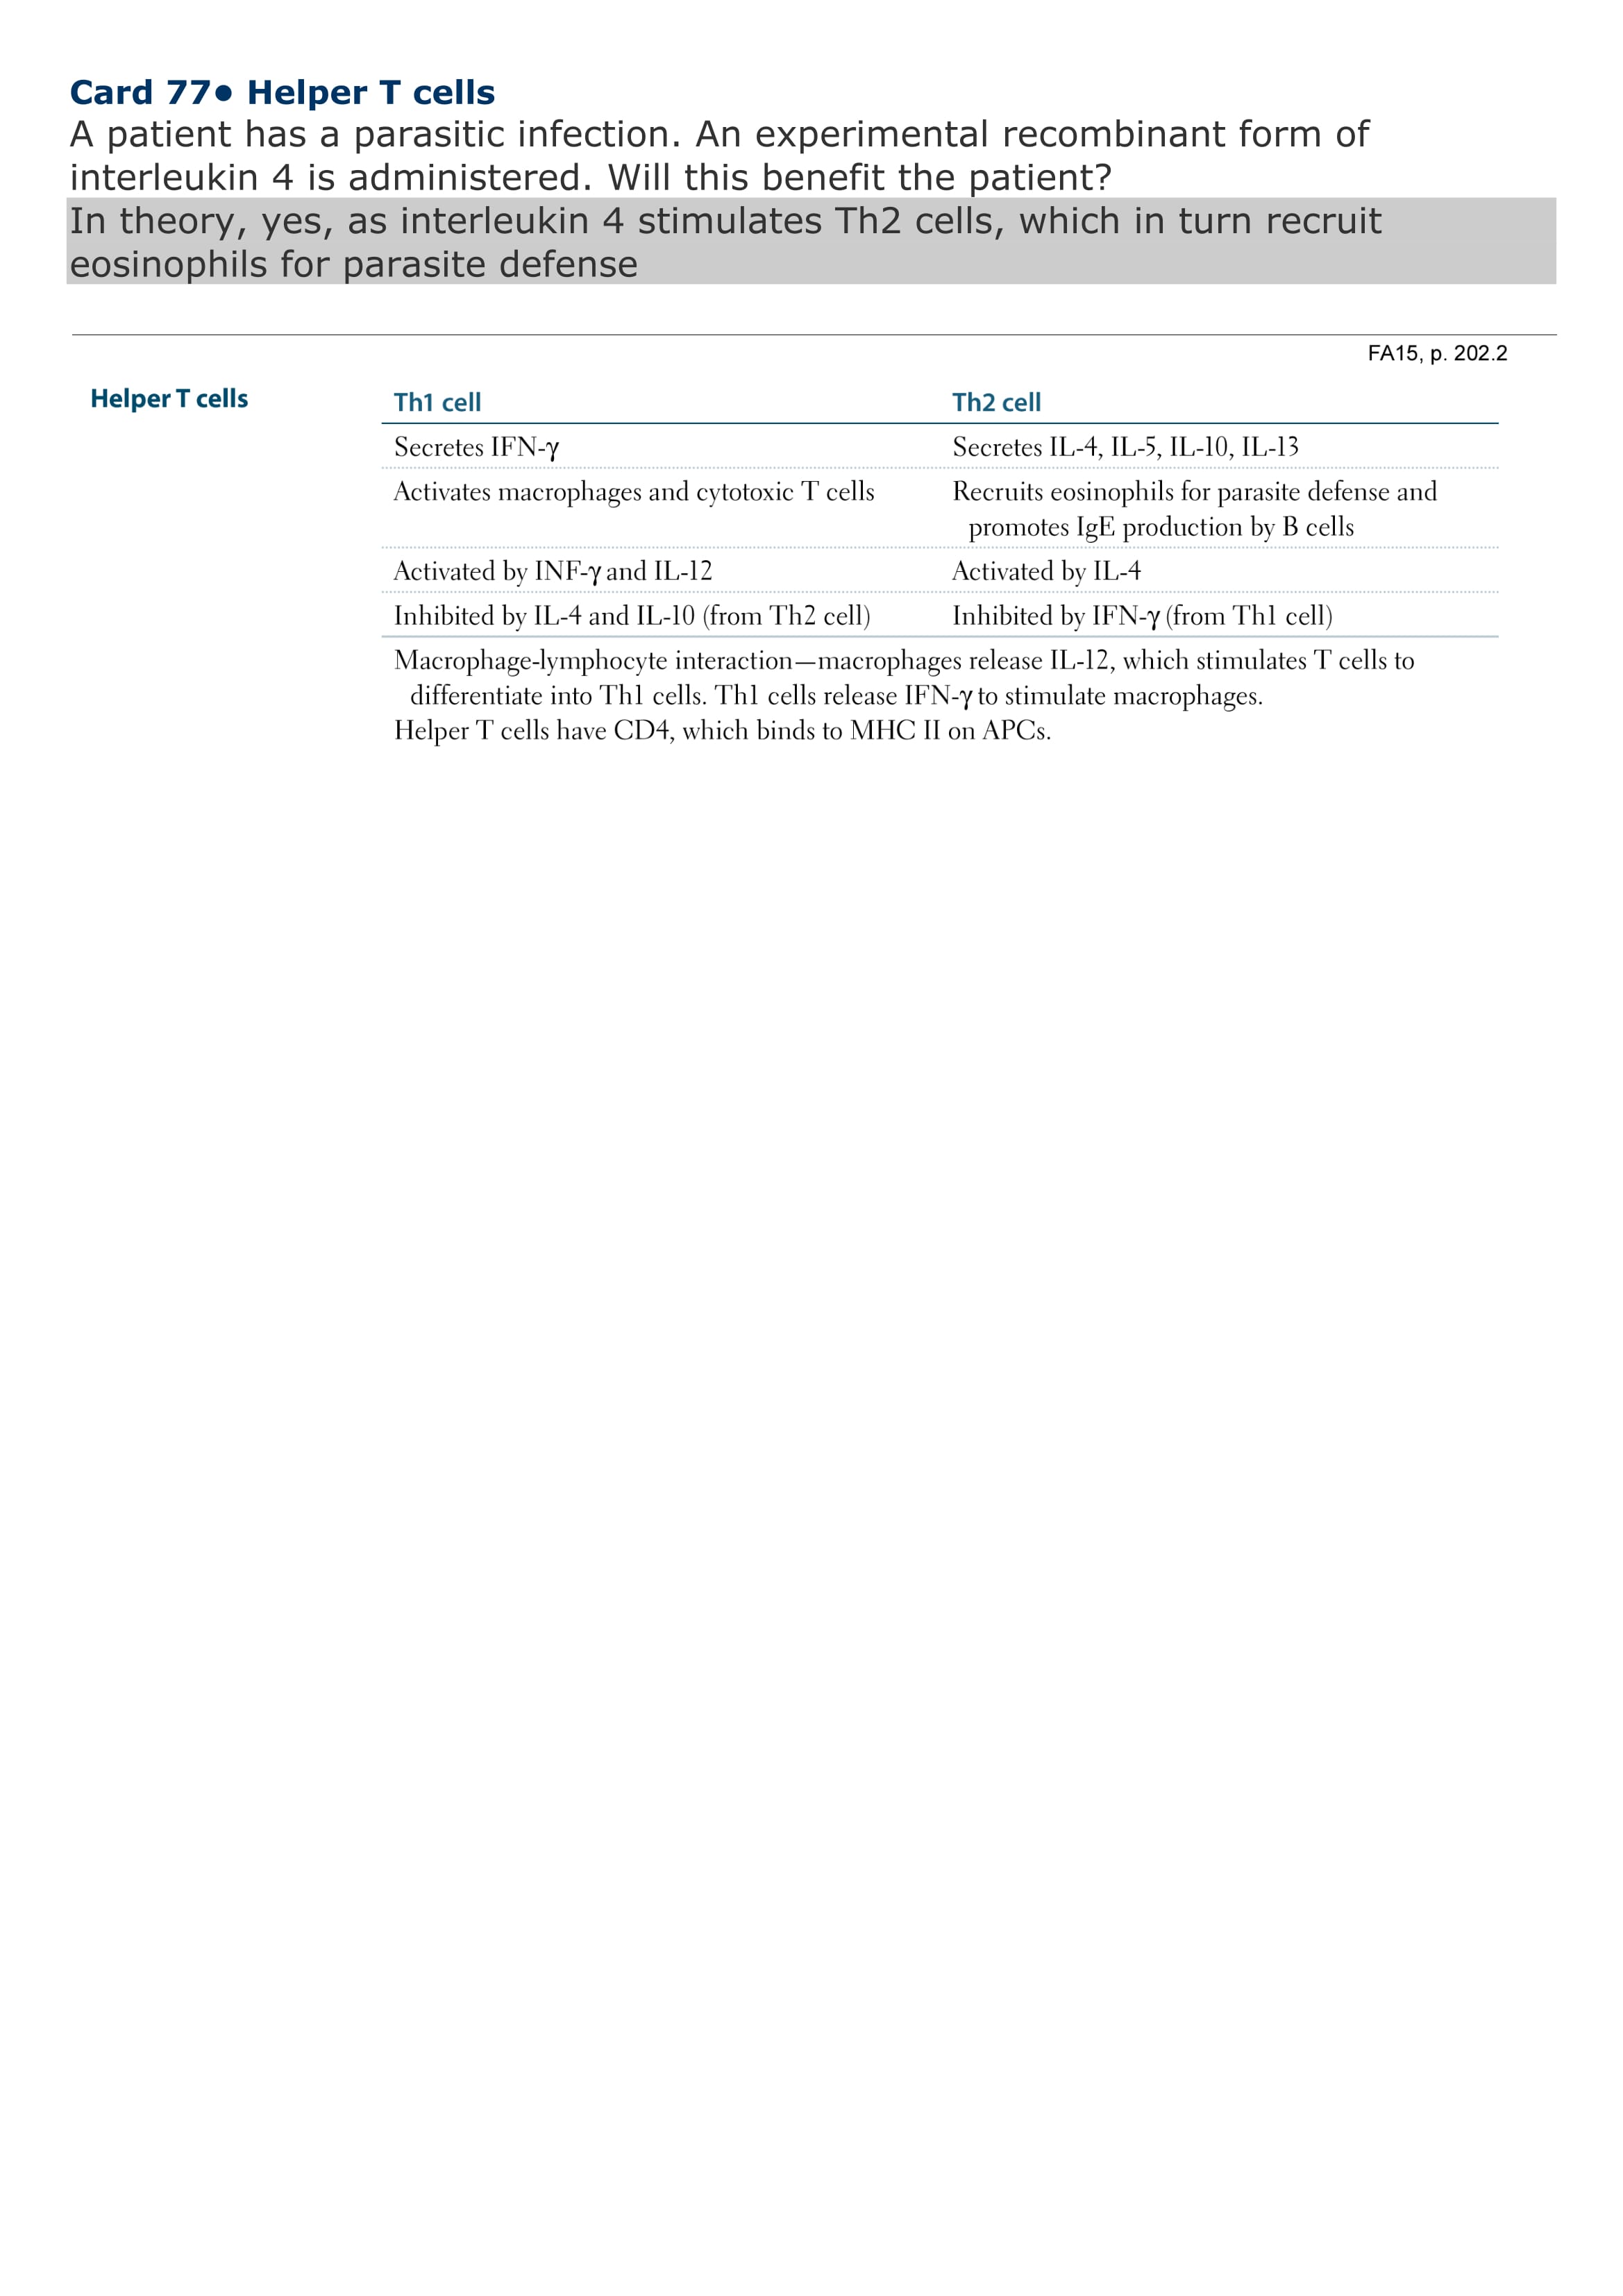 Card 77● Helper T cells
A patient has a parasitic infection. An experimental recombinant form of
interleukin 4 is administered. Will this benefit the patient?
In theory, yes, as interleukin 4 stimulates Th2 cells, which in turn recruit
eosinophils for parasite defense
FA15, p. 202.2
Helper T cells
Th1 cell Th2 cell
Secretes IFN-γ Secretes IL-4, IL-5, IL-10, IL-13
Activates macrophages and cytotoxic T cells Recruits eosinophils for parasite defense and
promotes IgE production by B cells
Activated by INF-γ and IL-12 Activated by IL-4
Inhibited by IL-4 and IL-10 (from Th2 cell) Inhibited by IFN-γ (from Th1 cell)
Macrophage-lymphocyte interaction—macrophages release IL-12, which stimulates T cells to
differentiate into Th1 cells. Th1 cells release IFN-γ to stimulate macrophages.
Helper T cells have CD4, which binds to MHC II on APCs.